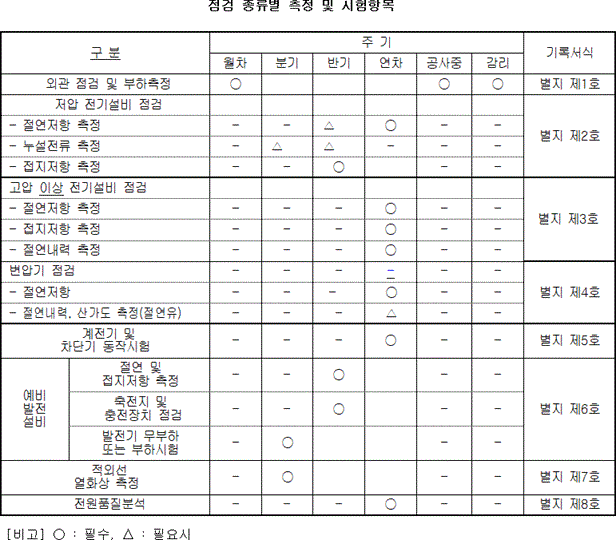 점검 종류별 측정 및 시험항목
구 분 주 기 기록서식
월차 분기 반기 연차 공사중 감리
외관 점검 및 부하측정 ○ ○ ○ 별지 제1호
저압 전기설비 점검 별지 제2호
- 절연저항 측정 - - △ ○ - -
- 누설전류 측정 - △ △ - - -
- 접지저항 측정 - - ○ - -
고압 이상 전기설비 점검 별지 제3호
- 절연저항 측정 - - - ○ - -
- 접지저항 측정 - - - ○ - -
- 절연내력 측정 - - - ○ - -
변압기 점검 - - - - - - 별지 제4호
- 절연저항 - - - ○ - -
- 절연내력, 산가도 측정(절연유) - - - △ - -
계전기 및
차단기 동작시험 - - - ○ - - 별지 제5호
예비
발전
설비 별지 제6호
절연 및
접지저항 측정 - - ○ - -
축전지 및
충전장치 점검 - - ○ - -
발전기 무부하
또는 부하시험 - ○ - -
적외선
열화상 측정 - ○ - - 별지 제7호
전원품질분석 - - - ○ - - 별지 제8호
[비고] ○ : 필수, △ : 필요시